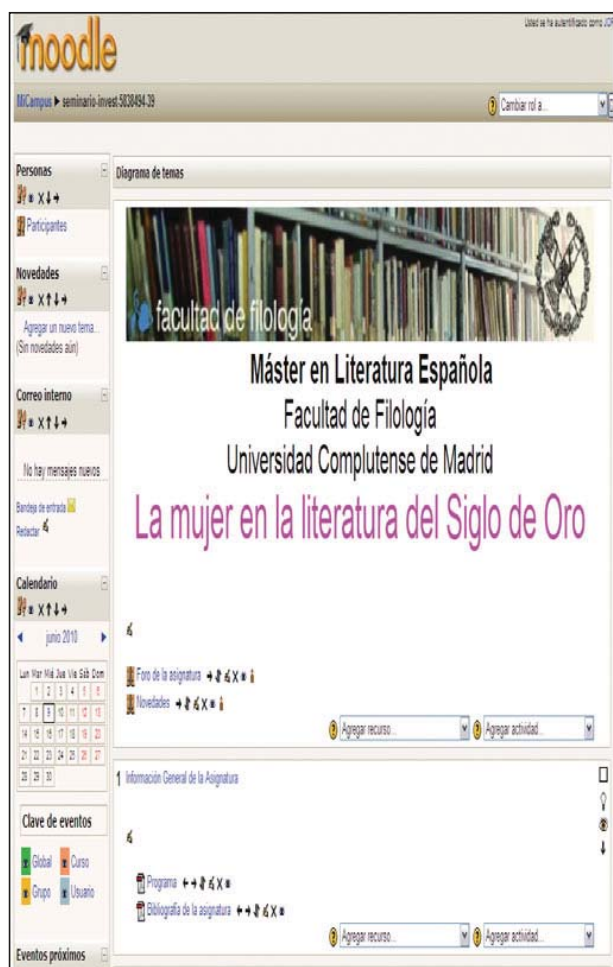 moodle
Usted se ha autentificado como
MiCampus ► seminario-invest.5038494-39
Cambiar rol a...
Personas
Participantes
Novedades
Agregar un nuevo tema...
(Sin novedades aún)
Correo interno
No hay mensajes nuevos
Bandeja de entrada
Redactar
Calendario
junio 2010
Lun Mar Mié Jue Vie Sáb Dom
1 2 3 4 5 6
7 8 9 10 11 12 13
14 15 16 17 18 19 20
21 22 23 24 25 26 27
28 29 30
Clave de eventos
Global Curso
Grupo Usuario
Eventos próximos
Diagrama de temas
facultad de filología
Máster en Literatura Española
Facultad de Filología
Universidad Complutense de Madrid
La mujer en la literatura del Siglo de Oro
Foro de la asignatura
Novedades
Agregar recurso... Agregar actividad...
1 Información General de la Asignatura
Programa
Bibliografía de la asignatura
Agregar recurso... Agregar actividad...